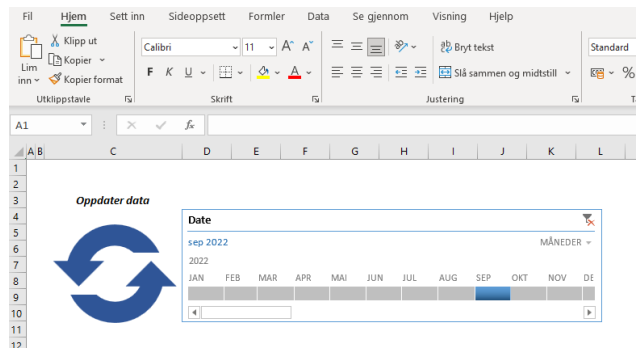 Fil Hjem Sett inn Sideoppsett Formler Data Se gjennom Visning Hjelp
Lim inn
Klipp ut
Kopier
Kopier format
Utklippstavle
Calibri 11 A^ A˅
F K U A
Skrift
ab Bryt tekst
Slå sammen og midtstill
Justering
Standard
%
A1 fx
A B C D E F G H I J K L
1
2
3 Oppdater data
4 Date
5
6 sep 2022 MÅNEDER
7 2022
8 JAN FEB MAR APR MAI JUN JUL AUG SEP OKT NOV DE
9
10
11
12